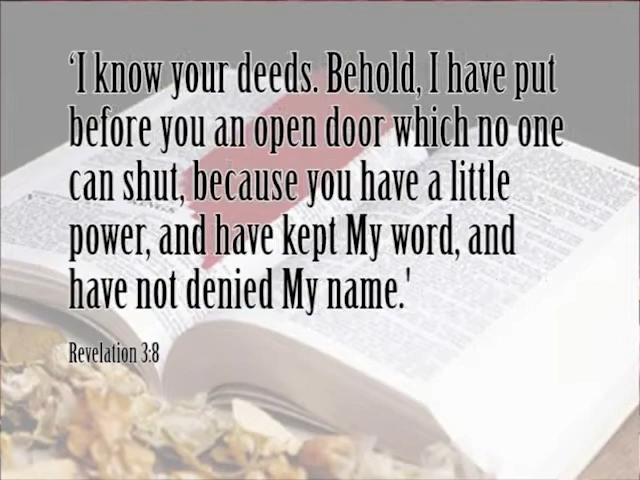 ‘I know your deeds. Behold, I have put
before you an open door which no one
can shut, because you have a little
power, and have kept My word, and
have not denied My name.'
Revelation 3:8